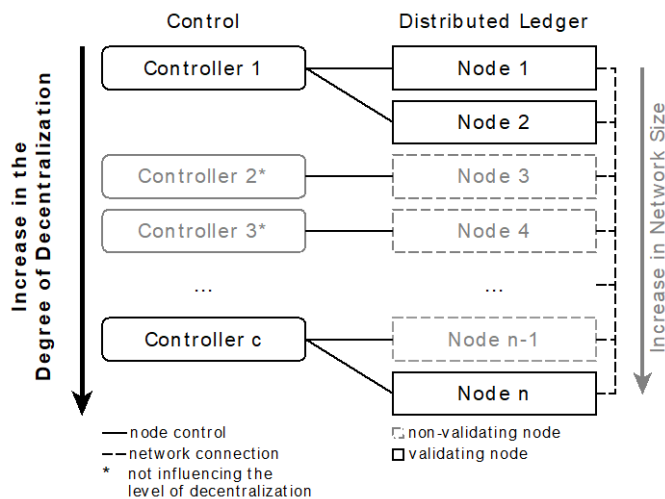 Control
Distributed Ledger
Increase in the
Degree of Decentralization
Controller 1
Node 1
Node 2
Controller 2*
Node 3
Controller 3*
Node 4
...
...
Controller c
Node n-1
Node n
Increase in Network Size
node control
network connection
* not influencing the
level of decentralization
non-validating node
validating node